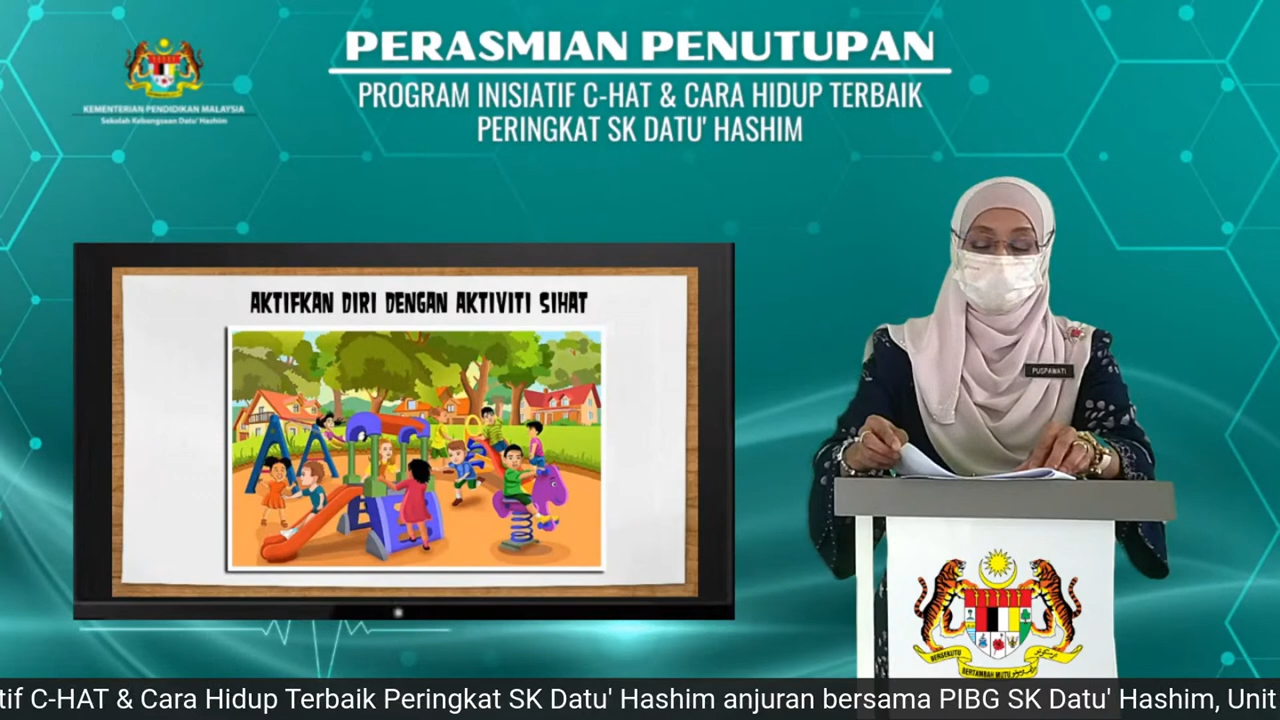 PERASMIAN PENUTUPAN
PROGRAM INISIATIF C-HAT & CARA HIDUP TERBAIK
PERINGKAT SK DATU' HASHIM
KEMENTERIAN PENDIDIKAN MALAYSIA
Sekolah Kebangsaan Datu' Hashim
AKTIFKAN DIRI DENGAN AKTIVITI SIHAT
PUSPAWATI
BERSEKUTU
BERTAMBAH MUTU
tif C-HAT & Cara Hidup Terbaik Peringkat SK Datu' Hashim anjuran bersama PIBG SK Datu' Hashim, Unit